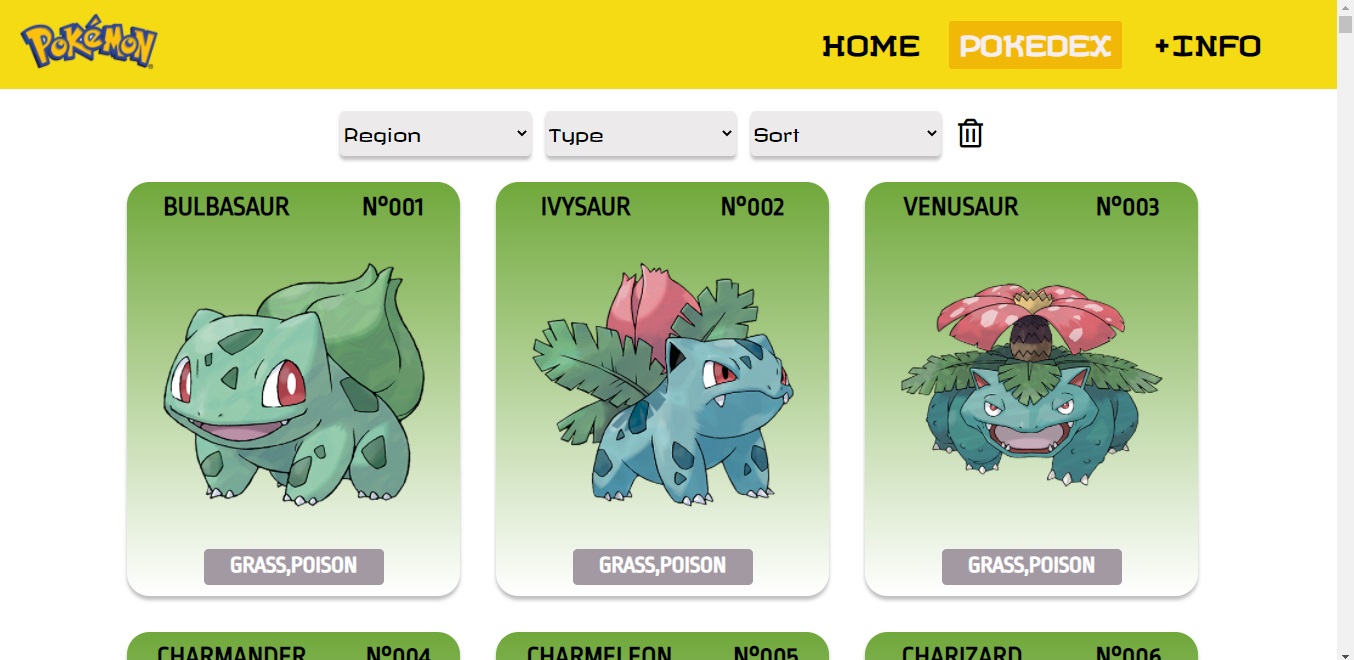 POKéMON
HOME POKEDEX +INFO
Region Type Sort
BULBASAUR Nº001
IVYSAUR Nº002
VENUSAUR Nº003
GRASS,POISON
GRASS,POISON
GRASS,POISON
CHARMANDER Nº004
CHARMELEON Nº005
CHARIZARD Nº006